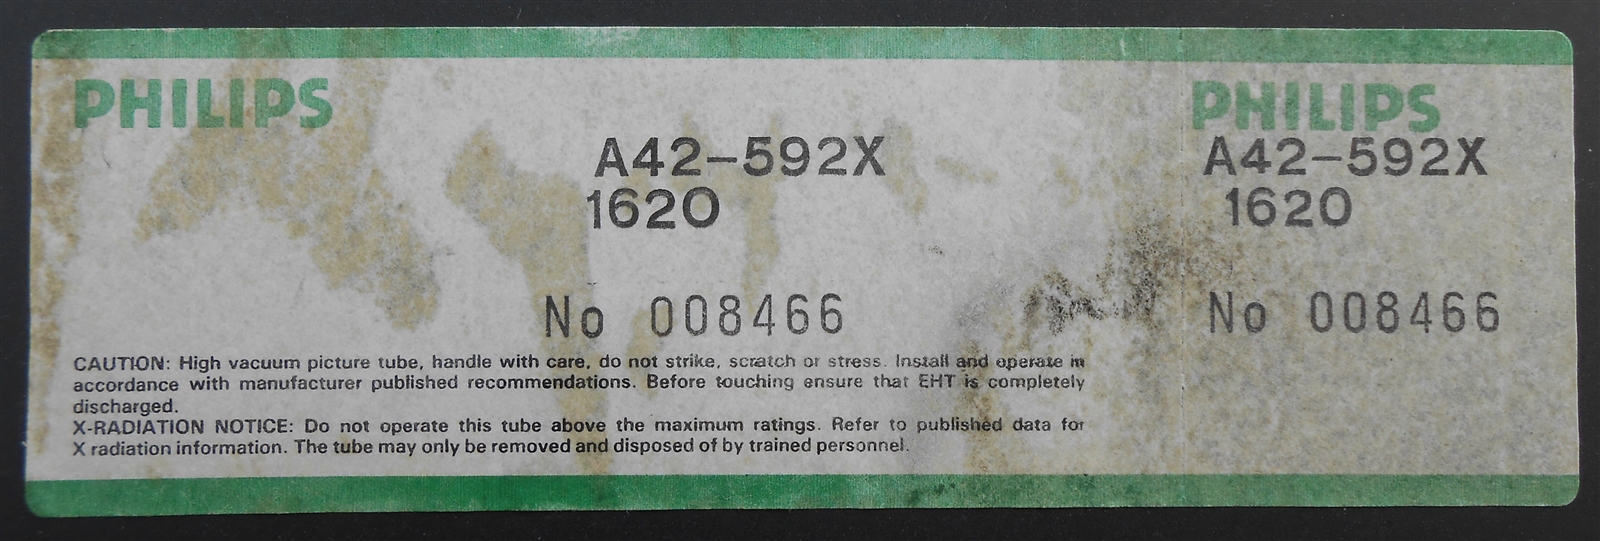 PHILIPS
A42-592X
1620
No 008466
CAUTION: High vacuum picture tube, handle with care, do not strike, scratch or stress. Install and operate in
accordance with manufacturer published recommendations. Before touching ensure that EHT is completely
discharged.
X-RADIATION NOTICE: Do not operate this tube above the maximum ratings. Refer to published data for
X radiation information. The tube may only be removed and disposed of by trained personnel.
PHILIPS
A42-592X
1620
No 008466